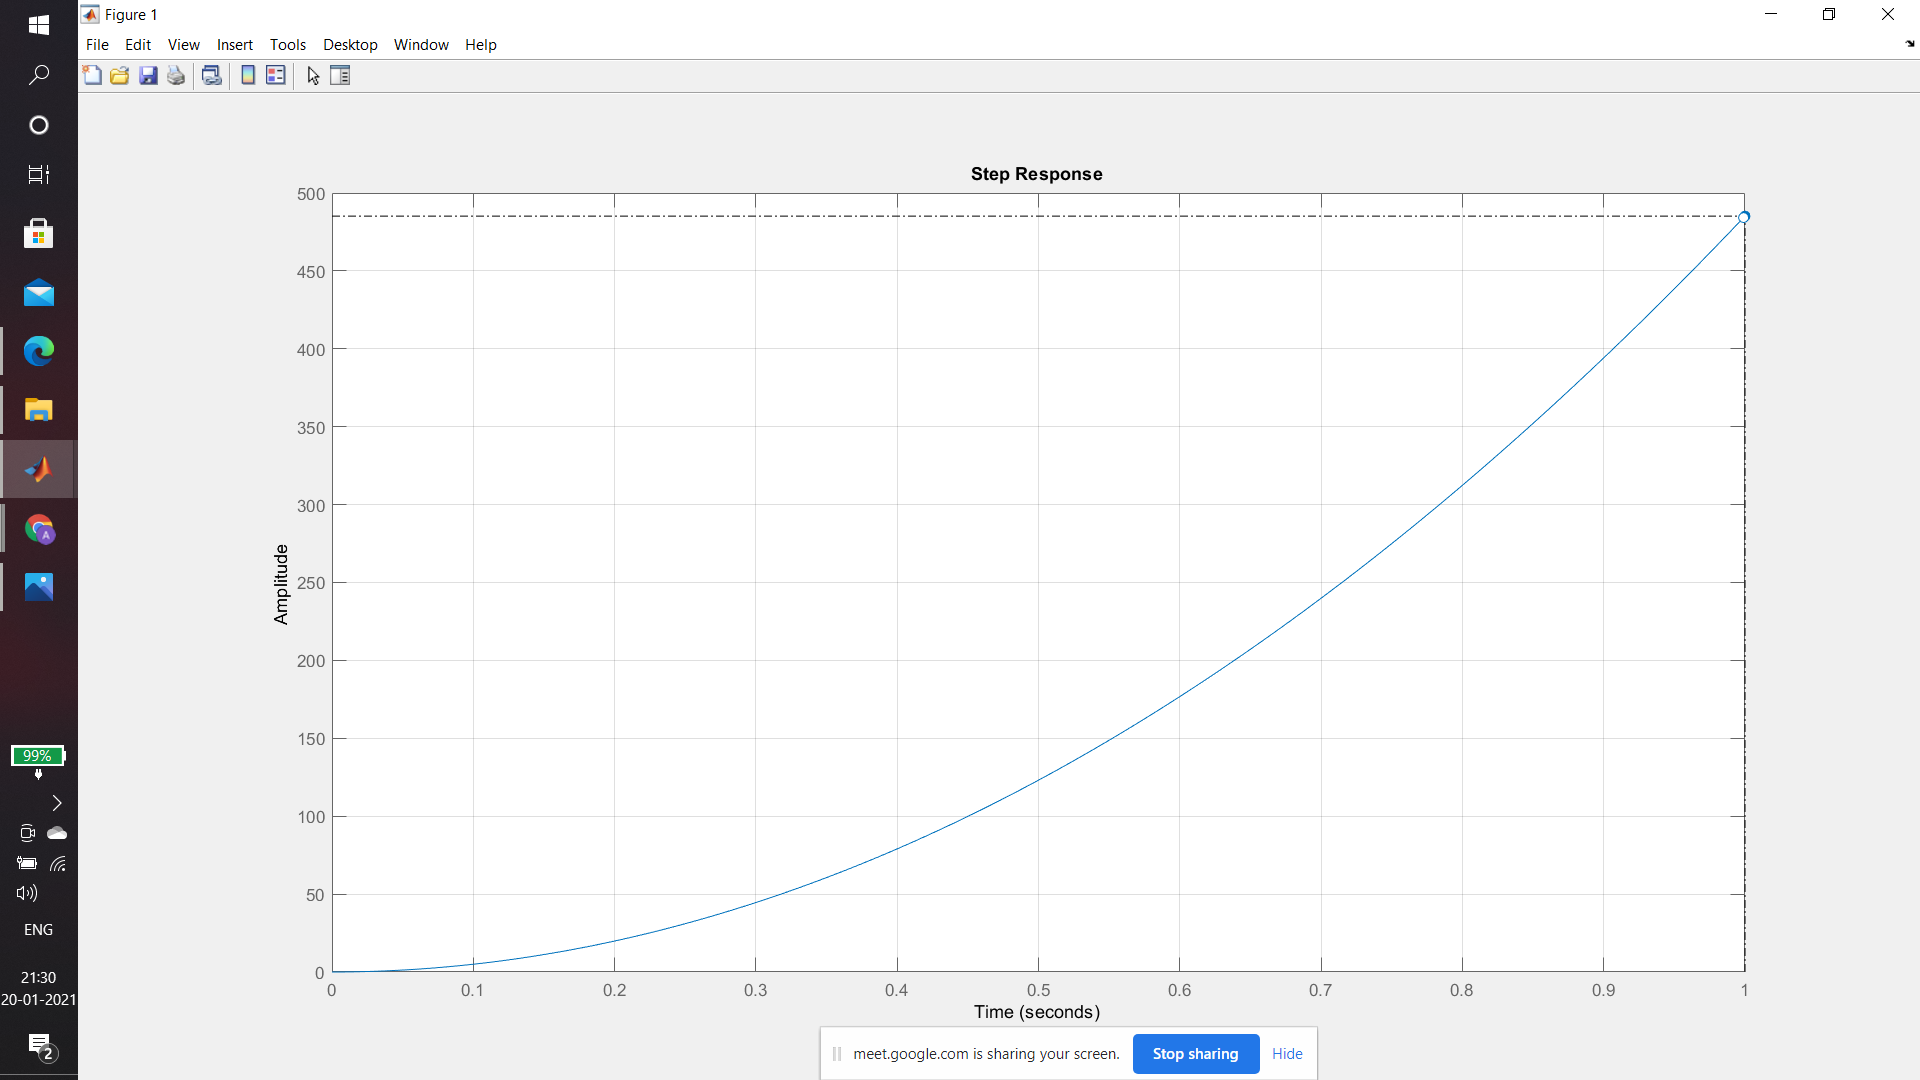 Figure 1
File Edit View Insert Tools Desktop Window Help
Step Response
500
450
400
350
300
250
200
150
100
50
0
Amplitude
0 0.1 0.2 0.3 0.4 0.5 0.6 0.7 0.8 0.9 1
Time (seconds)
meet.google.com is sharing your screen. Stop sharing Hide
A
99%
ENG
21:30
20-01-2021
2